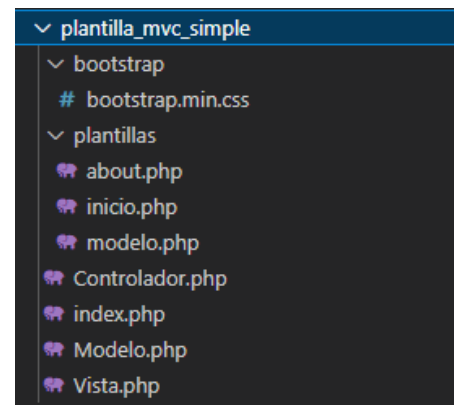 plantilla_mvc_simple
bootstrap
# bootstrap.min.css
plantillas
about.php
inicio.php
modelo.php
Controlador.php
index.php
Modelo.php
Vista.php